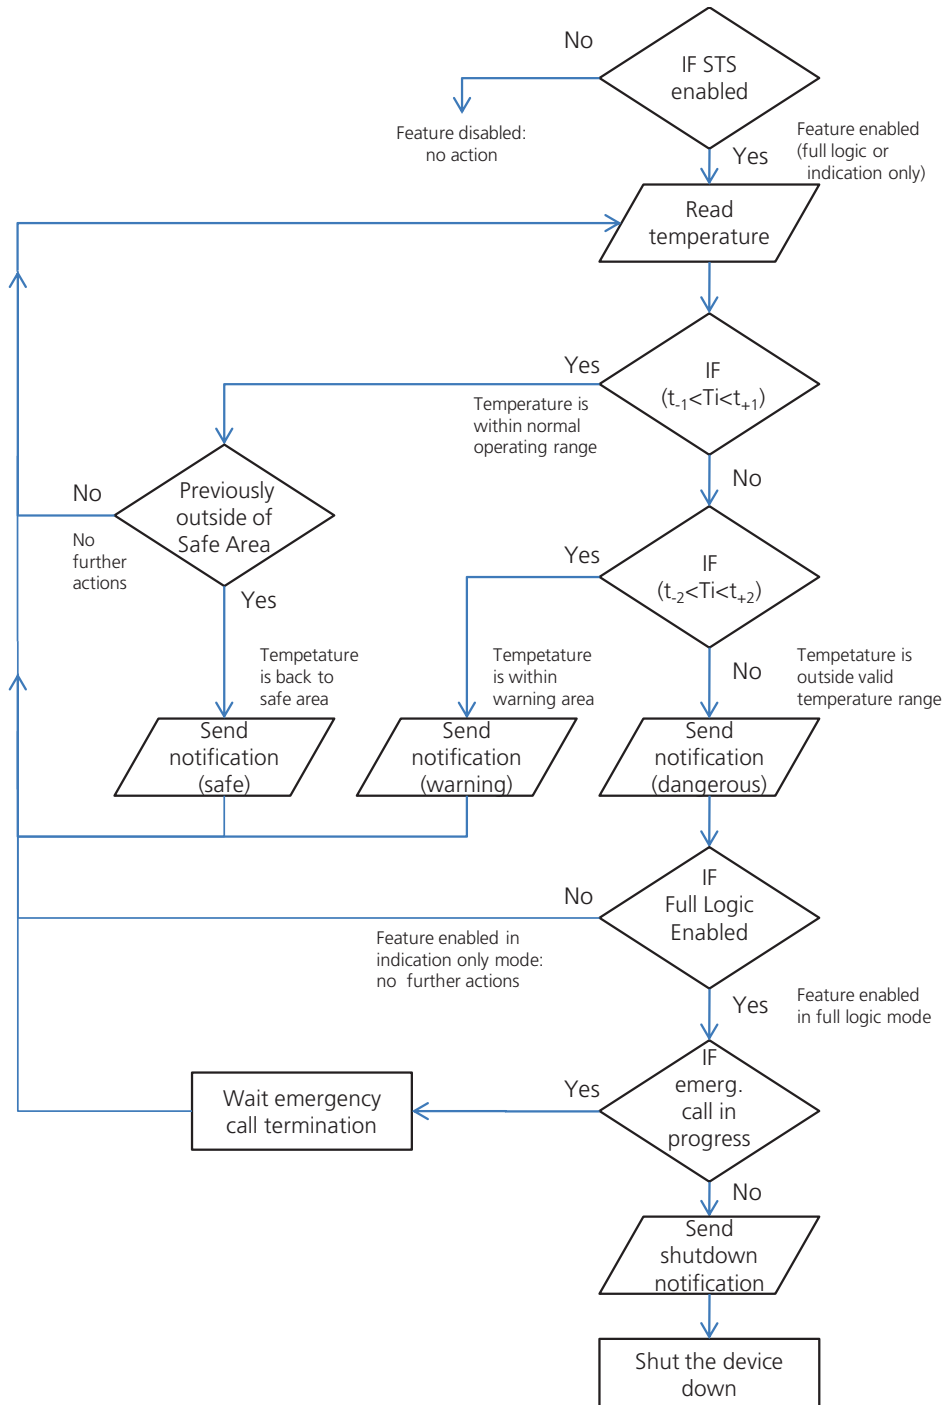 No
IF STS
enabled
Feature disabled:
no action
Yes
Feature enabled
(full logic or
indication only)
Read
temperature
IF
(t-1<Ti<t+1)
Yes
Temperature is
within normal
operating range
No
Previously
outside of
Safe Area
No
No
further
actions
Yes
IF
(t-2<Ti<t+2)
Yes
No
Tempetature
is back to
safe area
Tempetature
is within
warning area
Tempetature is
outside valid
temperature range
Send
notification
(safe)
Send
notification
(warning)
Send
notification
(dangerous)
IF
Full Logic
Enabled
No
Feature enabled in
indication only mode:
no further actions
Yes
Feature enabled
in full logic mode
IF
emerg.
call in
progress
Yes
Wait emergency
call termination
No
Send
shutdown
notification
Shut the device
down